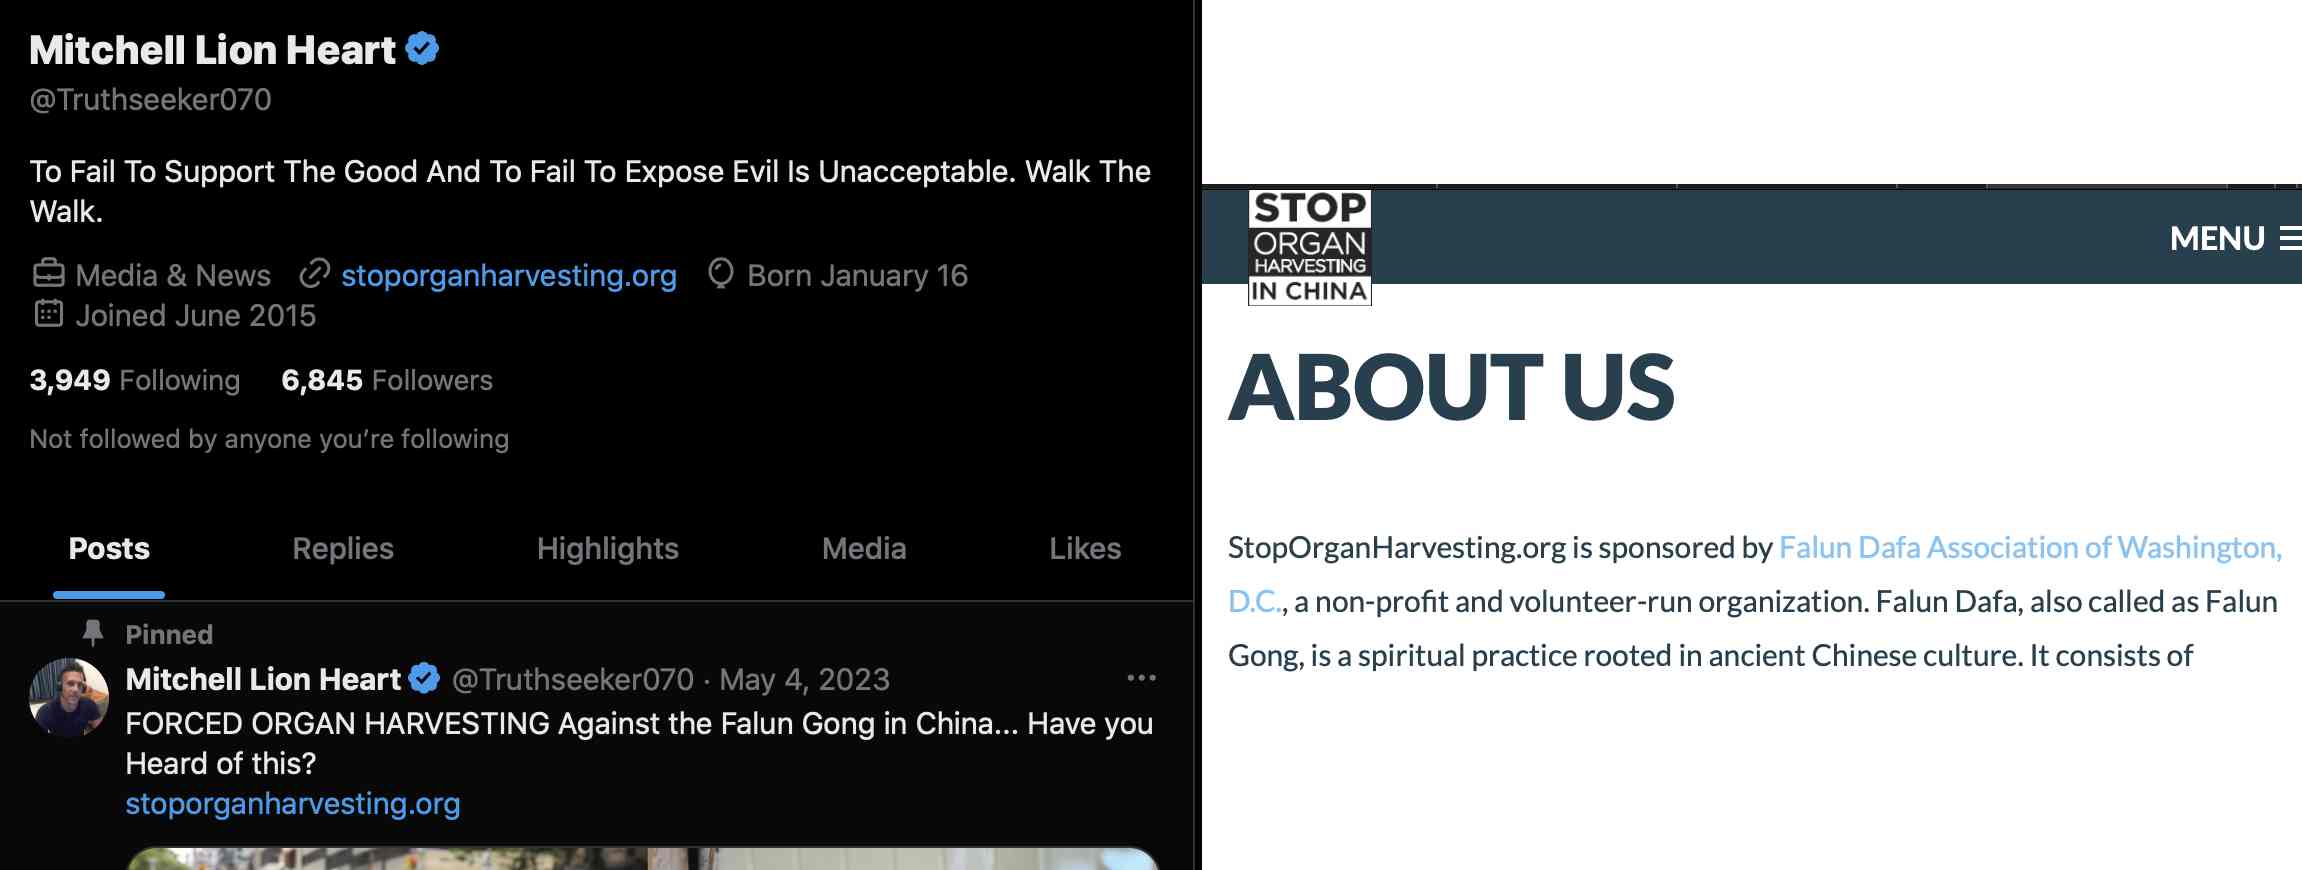 Mitchell Lion Heart
@Truthseeker070
To Fail To Support The Good And To Fail To Expose Evil Is Unacceptable. Walk The
Walk.
Media & News stoporganharvesting.org Born January 16
Joined June 2015
3,949 Following 6,845 Followers
Not followed by anyone you’re following
Posts Replies Highlights Media Likes
Pinned
Mitchell Lion Heart @Truthseeker070 · May 4, 2023
FORCED ORGAN HARVESTING Against the Falun Gong in China... Have you
Heard of this?
stoporganharvesting.org
STOP
ORGAN
HARVESTING
IN CHINA
MENU
ABOUT US
StopOrganHarvesting.org is sponsored by Falun Dafa Association of Washington,
D.C., a non-profit and volunteer-run organization. Falun Dafa, also called as Falun
Gong, is a spiritual practice rooted in ancient Chinese culture. It consists of